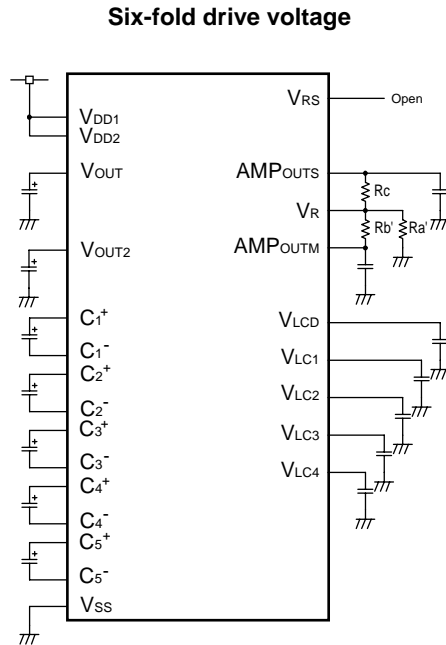 Six-fold drive voltage
VDD1
VDD2
VOUT
VOUT2
C1+
C1-
C2+
C2-
C3+
C3-
C4+
C4-
C5+
C5-
VSS
VRS
Open
AMPOUTS
Rc
VR
Rb'
Ra'
AMPOUTM
VLCD
VLC1
VLC2
VLC3
VLC4
+
+
+
+
+
+
+